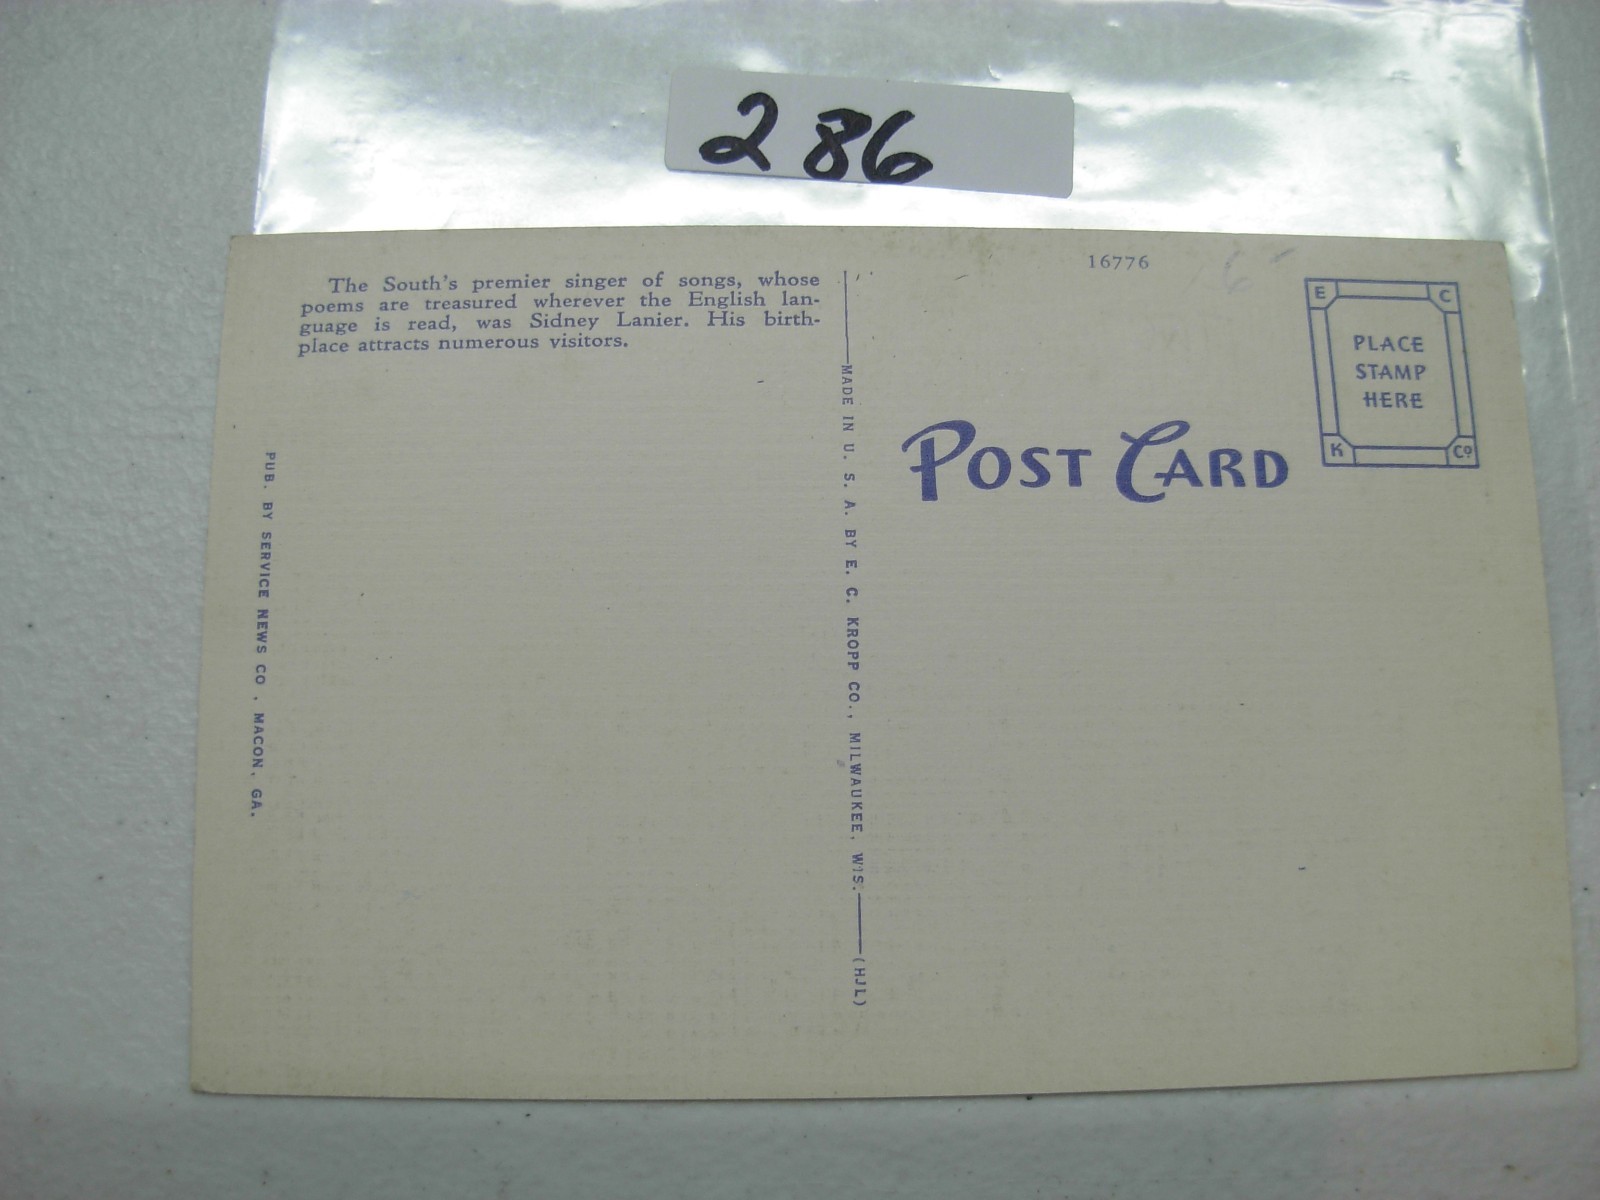 286
The South's premier singer of songs, whose
poems are treasured wherever the English lan-
guage is read, was Sidney Lanier. His birth-
place attracts numerous visitors.
PUB. BY SERVICE NEWS CO., MACON, GA.
MADE IN U. S. A. BY E. C. KROPP CO., MILWAUKEE, WIS.
(HJL)
16776
6
E C
PLACE
STAMP
HERE
K Co
POST CARD